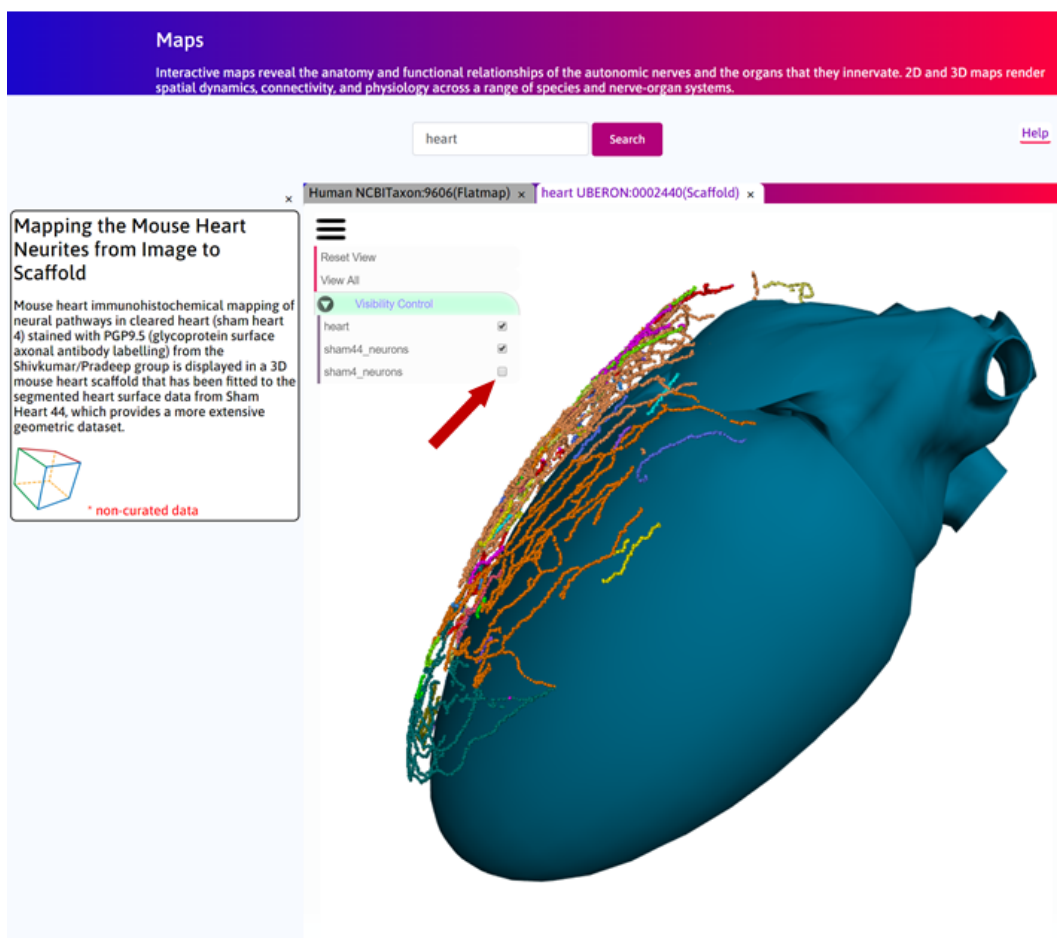 Maps
Interactive maps reveal the anatomy and functional relationships of the autonomic nerves and the organs that they innervate. 2D and 3D maps render
spatial dynamics, connectivity, and physiology across a range of species and nerve-organ systems.
heart
Search
Help
×
Human NCBITaxon:9606(Flatmap) ×
heart UBERON:0002440(Scaffold) ×
Mapping the Mouse Heart
Neurites from Image to
Scaffold
Mouse heart immunohistochemical mapping of
neural pathways in cleared heart (sham heart
4) stained with PGP9.5 (glycoprotein surface
axonal antibody labelling) from the
Shivkumar/Pradeep group is displayed in a 3D
mouse heart scaffold that has been fitted to the
segmented heart surface data from Sham
Heart 44, which provides a more extensive
geometric dataset.
* non-curated data
Reset View
View All
Visibility Control
heart
sham44_neurons
sham4_neurons